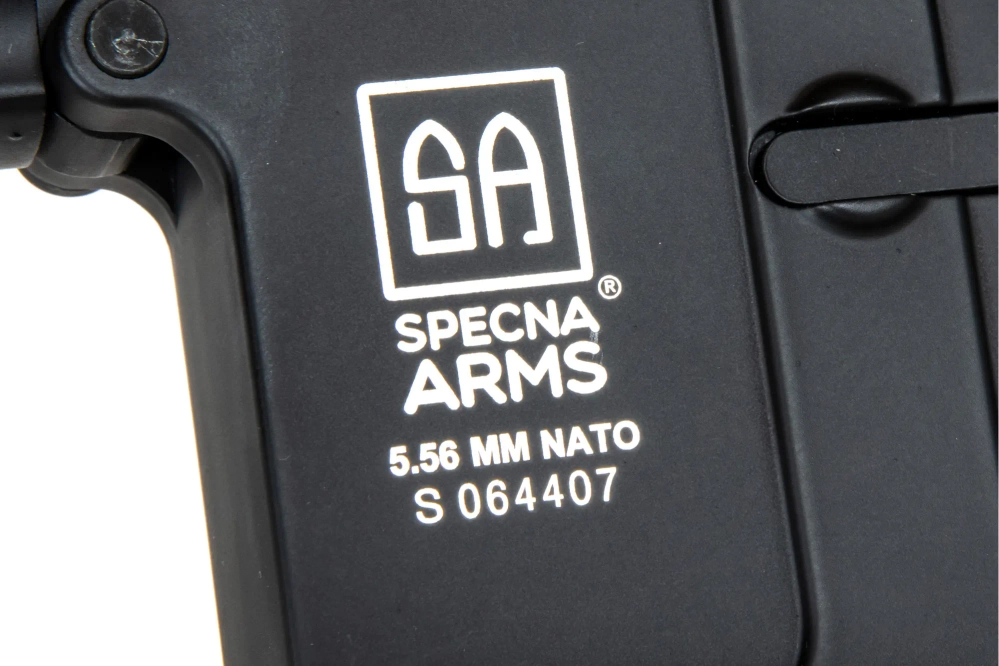 SA
SPECNA®
ARMS
5.56 MM NATO
S 064407